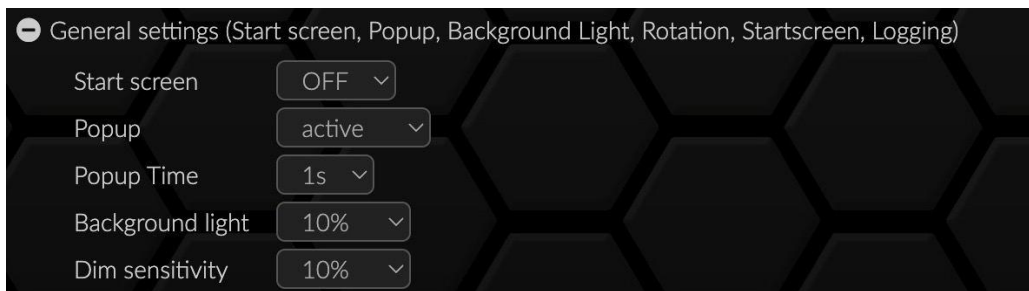 General settings (Start screen, Popup, Background Light, Rotation, Startscreen, Logging)
Start screen OFF
Popup active
Popup Time 1s
Background light 10%
Dim sensitivity 10%